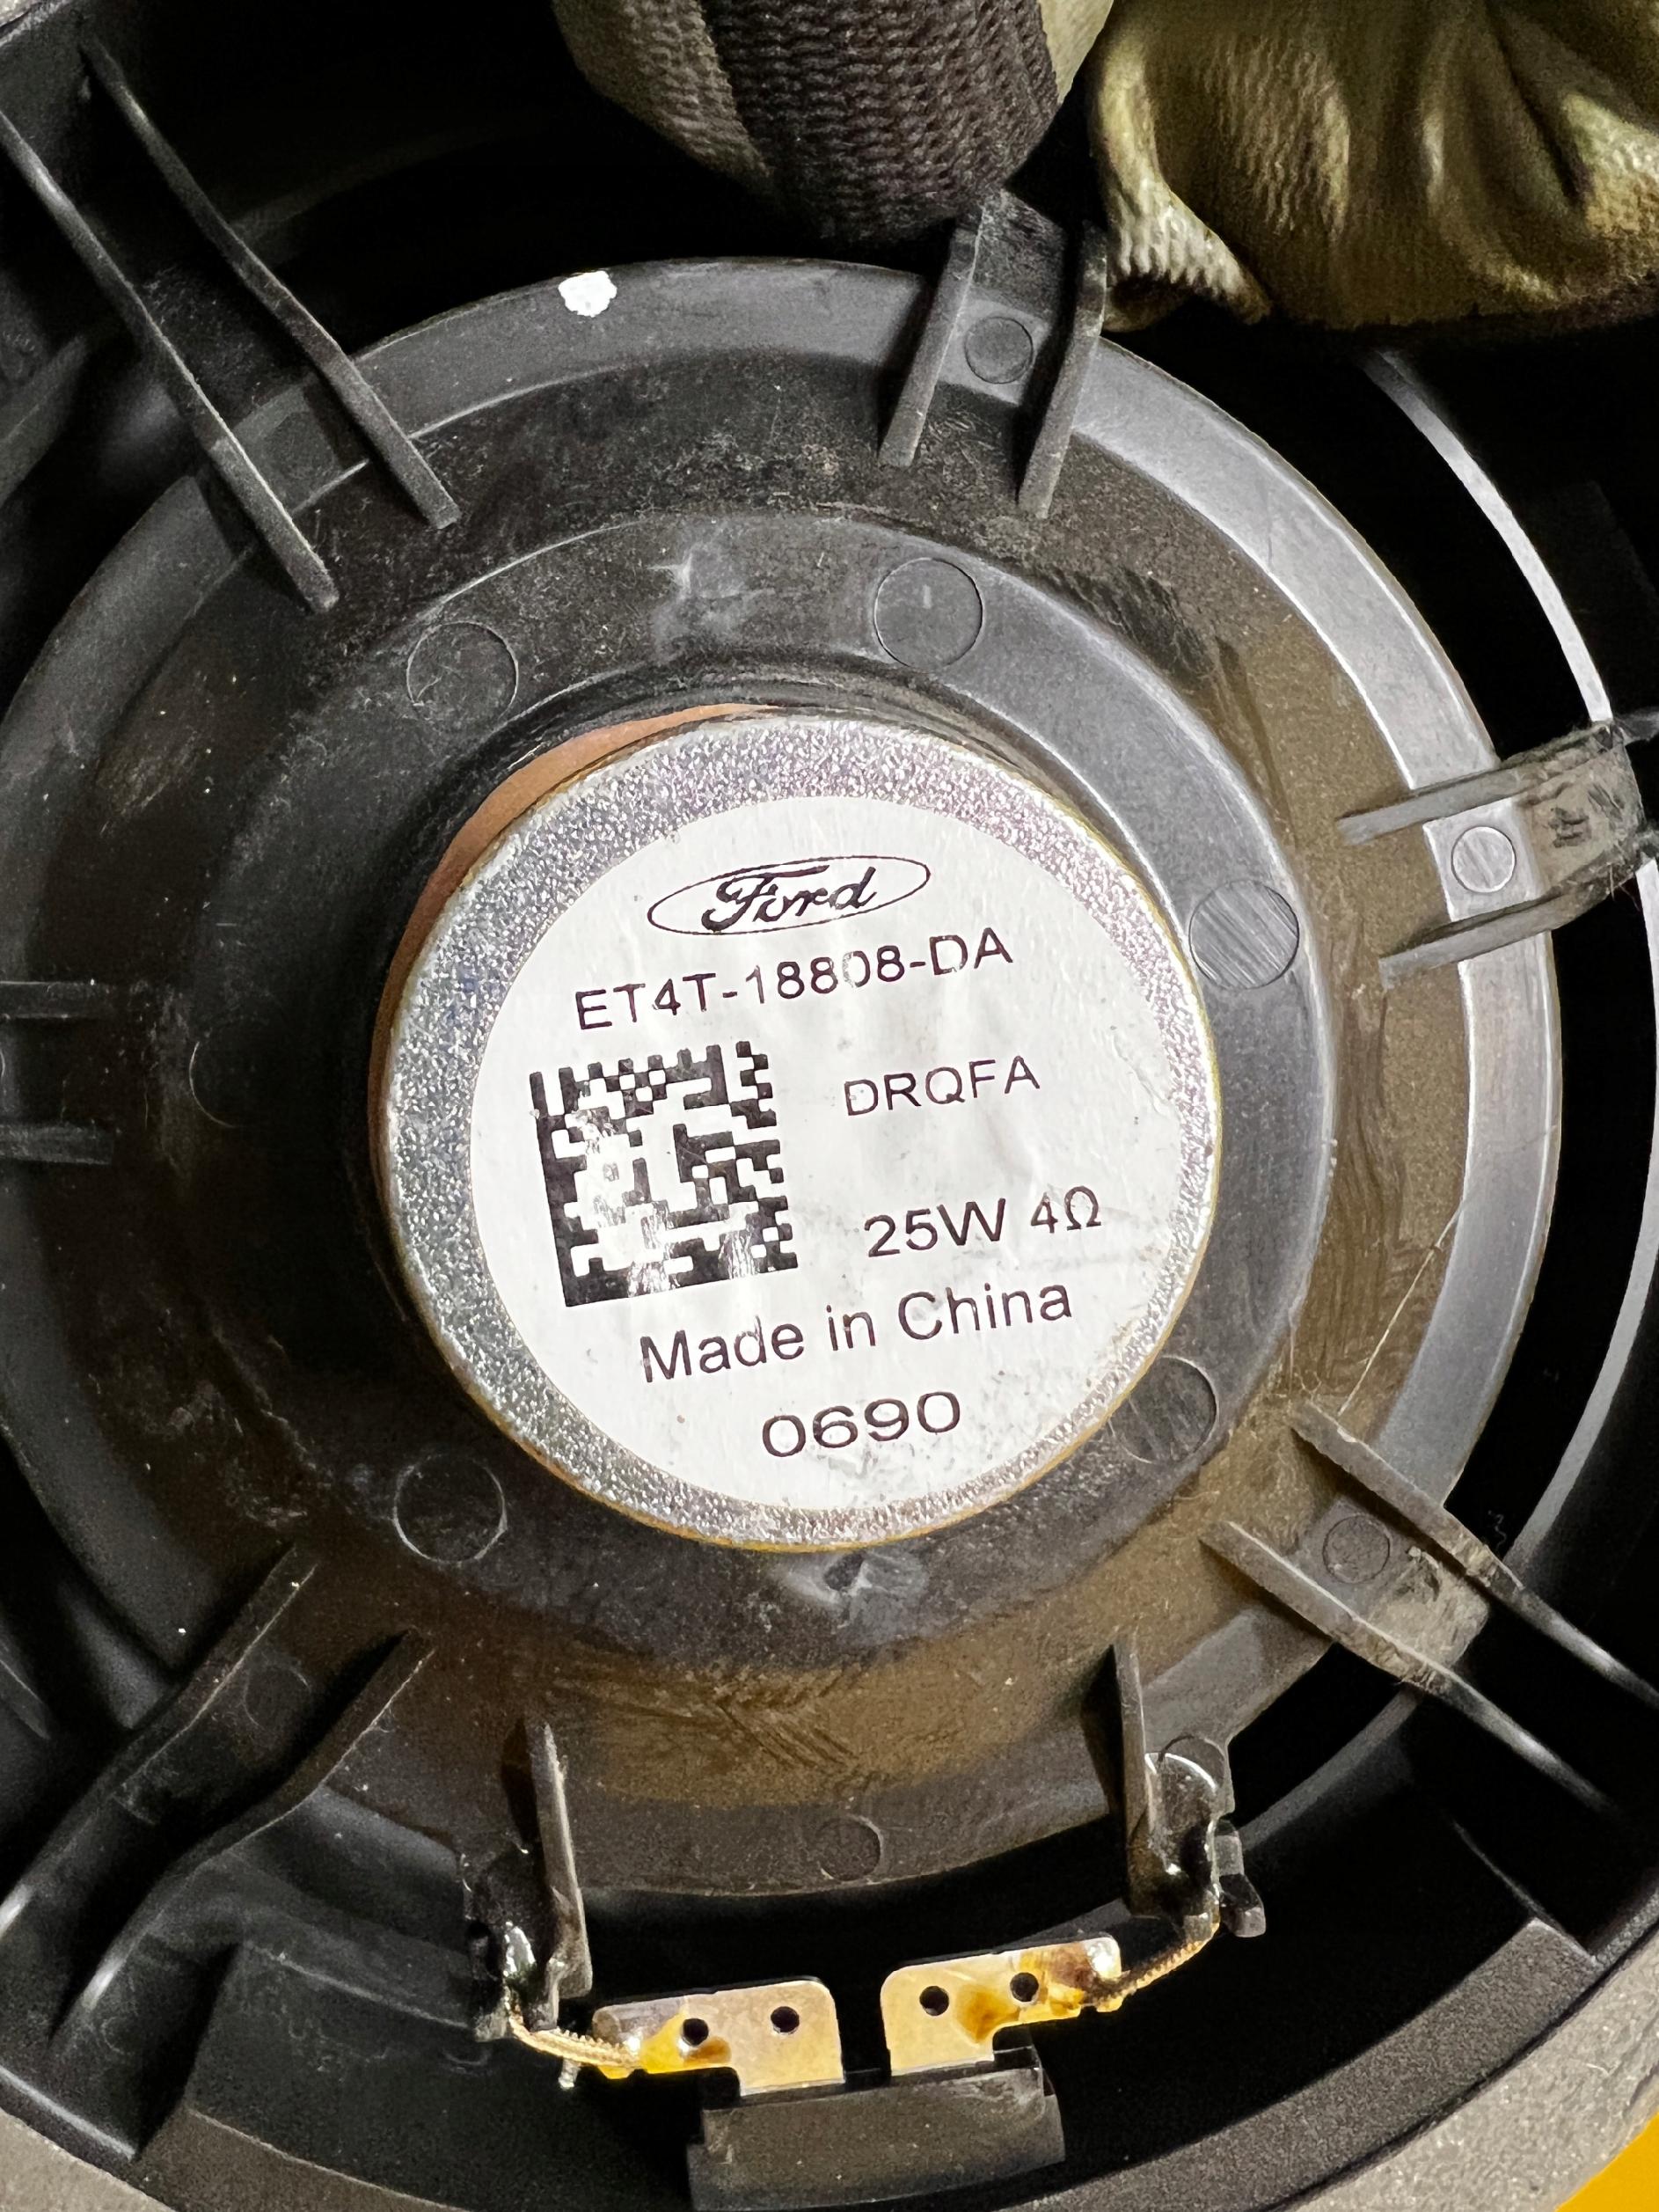 Ford
ET4T-18808-DA
DRQFA
25W 4Ω
Made in China
0690